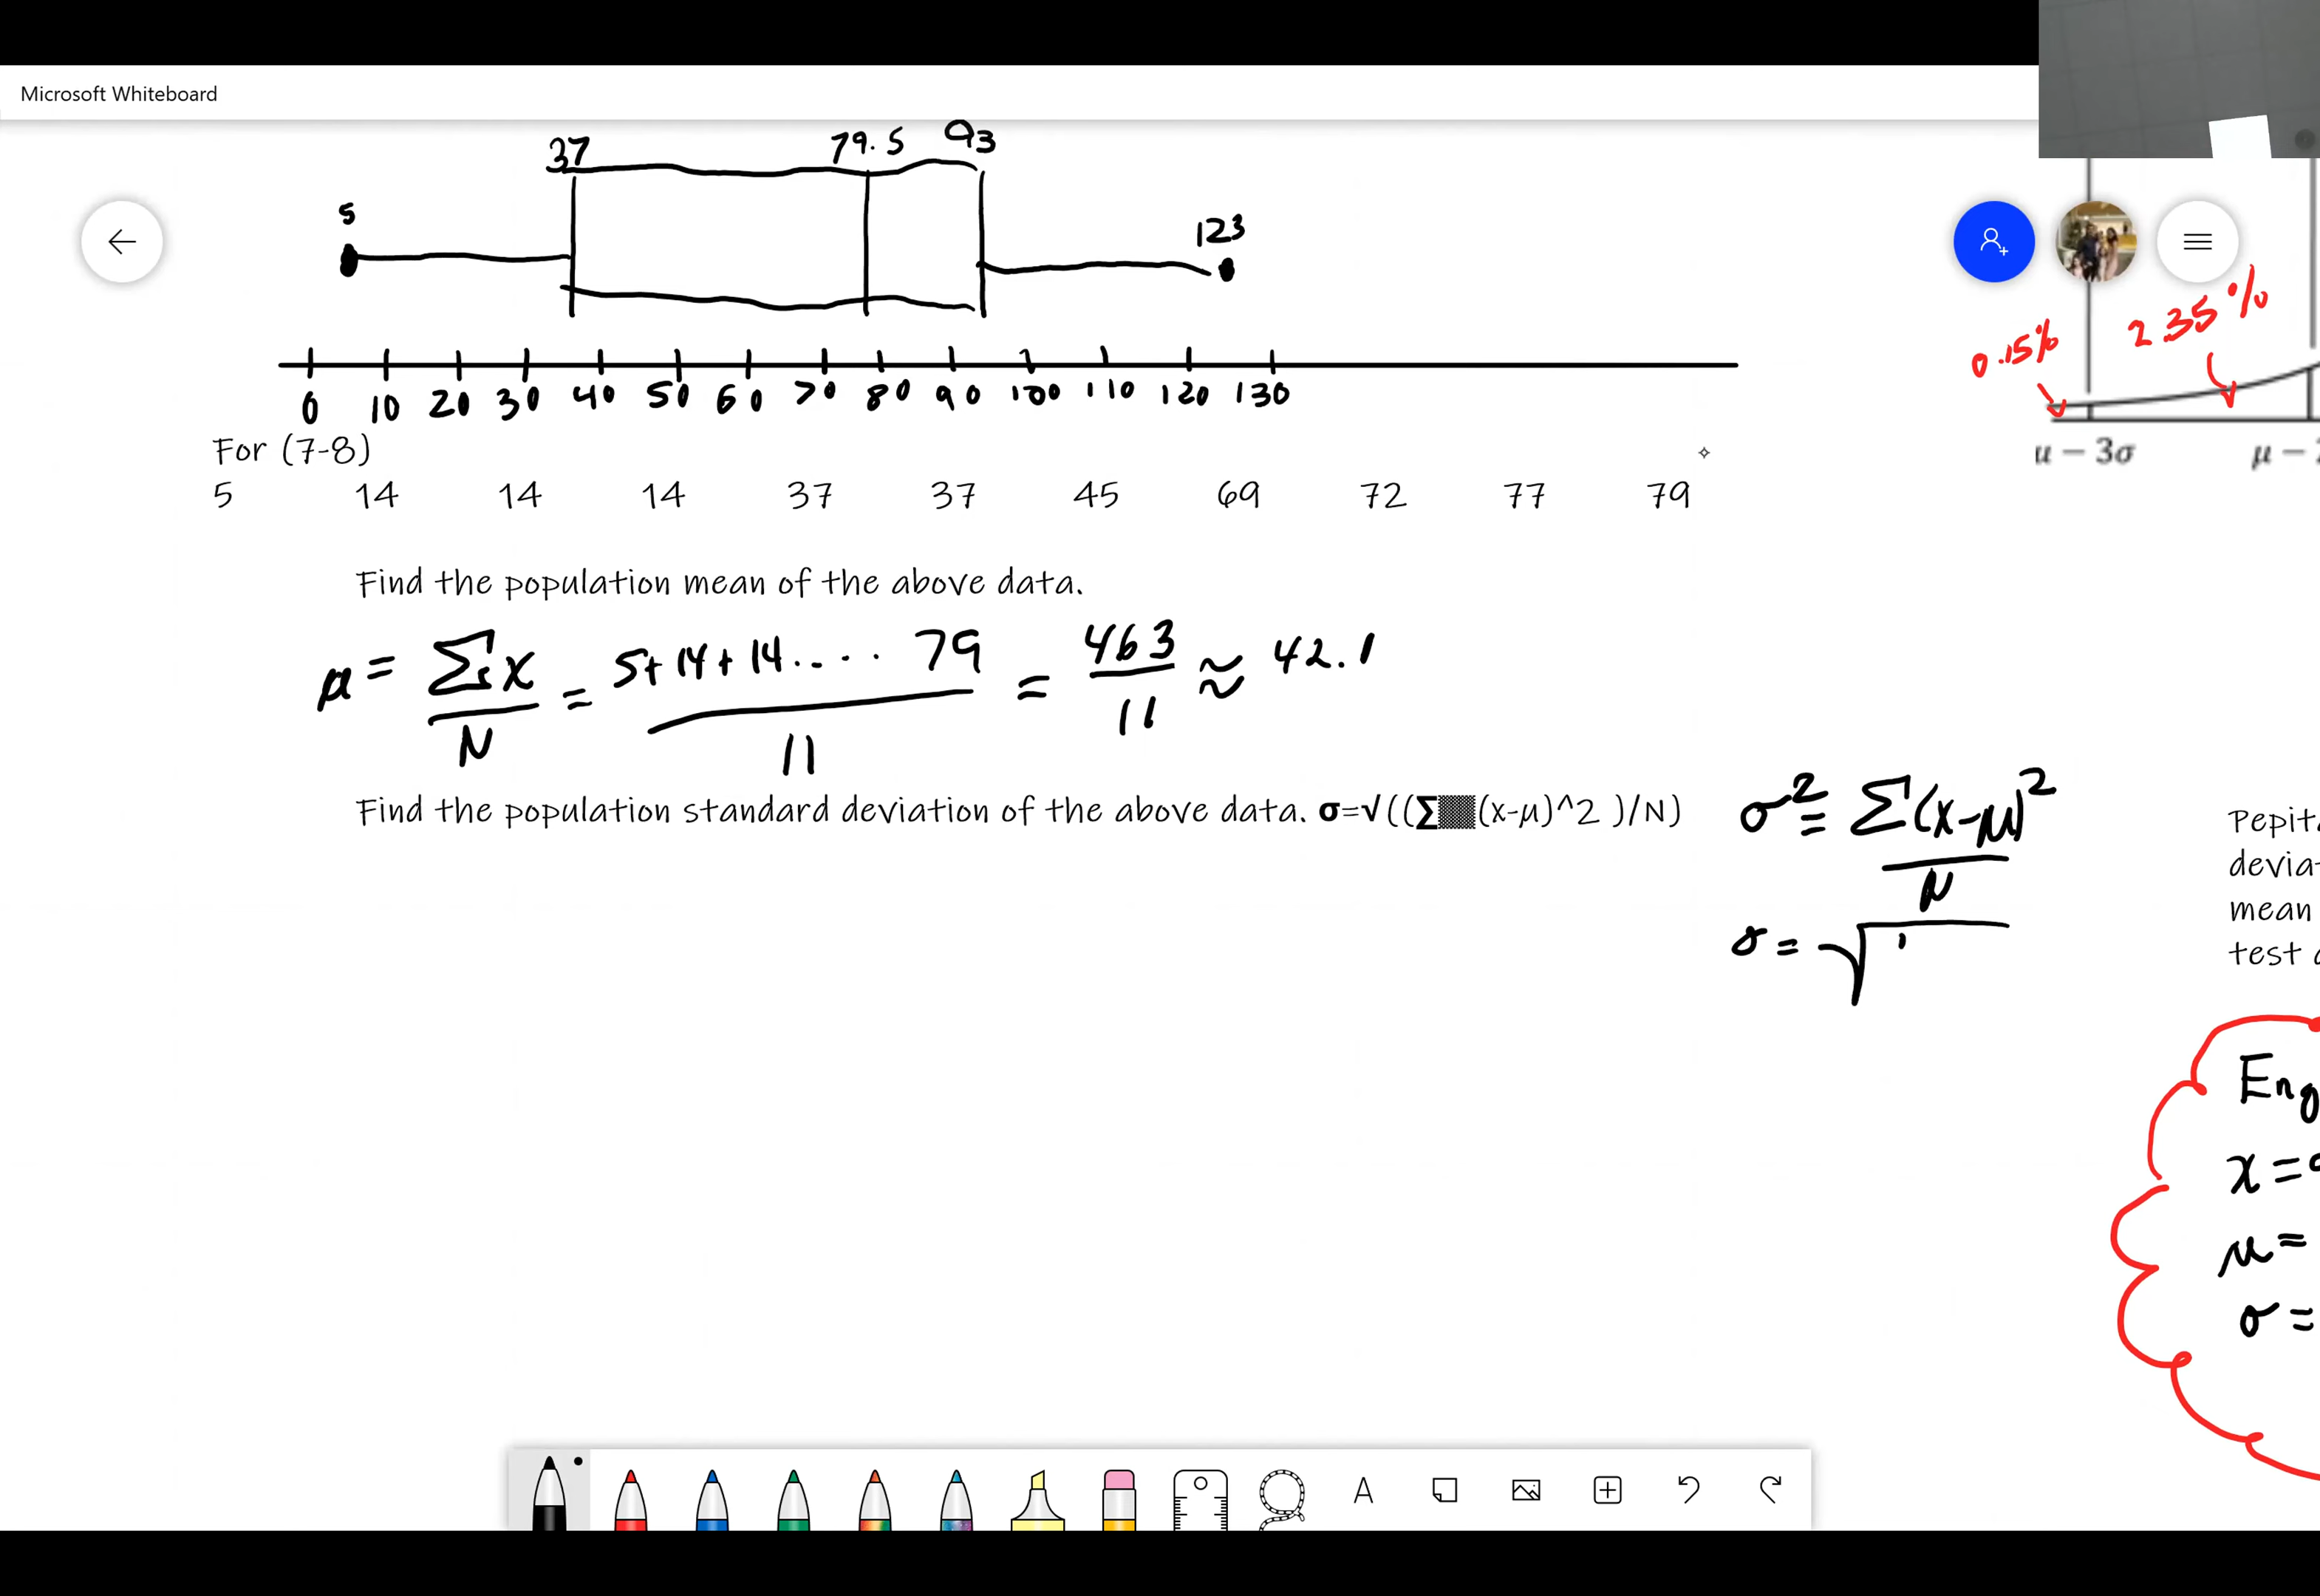 Microsoft Whiteboard
37 79.5 93
5 123
0 10 20 30 40 50 60 70 80 90 100 110 120 130
0.15% 2.35%
μ − 3σ μ −
For (7-8)
5 14 14 14 37 37 45 69 72 77 79
Find the population mean of the above data.
μ = Σx / N = 5+14+14.... 79 / 11 = 463 / 11 ≈ 42.1
Find the population standard deviation of the above data. σ=√((Σ▒▒(x-μ)^2 )/N)
σ² = Σ(x-μ)² / N
σ = √
mean
test
x =
μ =
σ =
A